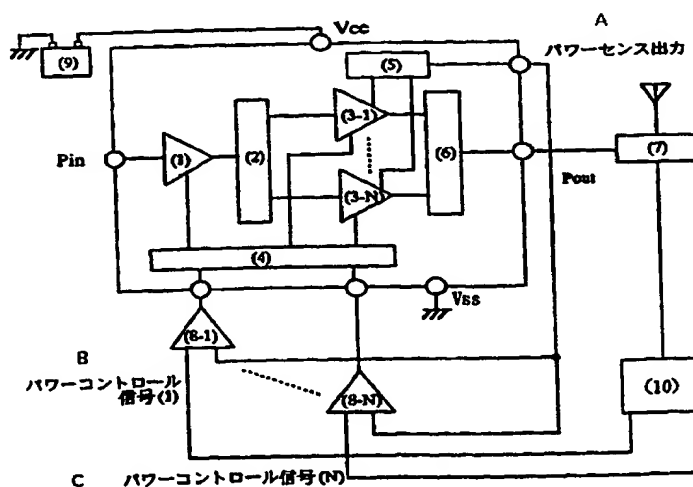 Vcc
A
パワーセンス出力
(9)
(5)
(3-1)
(1)
(2)
(6)
(7)
Pin
Pout
(3-N)
(4)
Vss
(8-1)
B
パワーコントロール
信号(1)
(8-N)
(10)
C パワーコントロール信号(N)